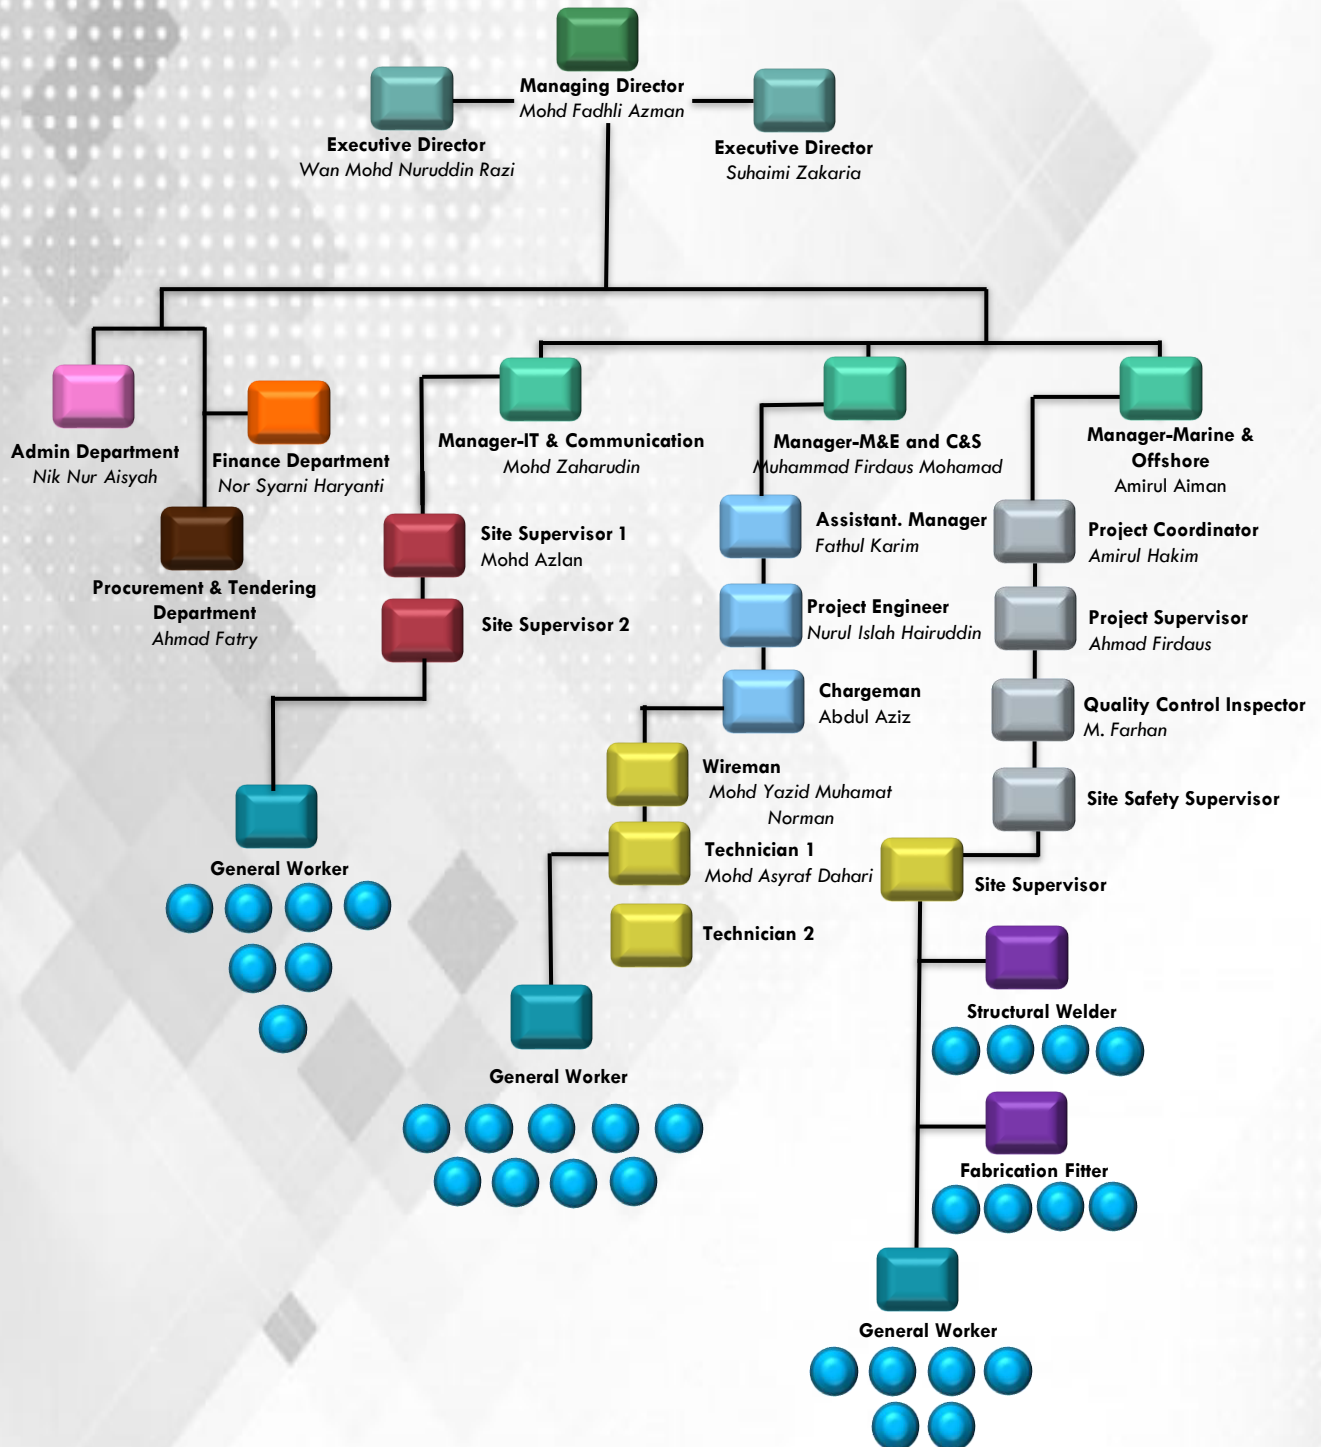 Managing Director
Mohd Fadhli Azman
Executive Director
Wan Mohd Nuruddin Razi
Executive Director
Suhaimi Zakaria
Admin Department
Nik Nur Aisyah
Finance Department
Nor Syarni Haryanti
Procurement & Tendering
Department
Ahmad Fatry
Manager-IT & Communication
Mohd Zaharudin
Site Supervisor 1
Mohd Azlan
Site Supervisor 2
General Worker
Manager-M&E and C&S
Muhammad Firdaus Mohamad
Assistant. Manager
Fathul Karim
Project Engineer
Nurul Islah Hairuddin
Chargeman
Abdul Aziz
Wireman
Mohd Yazid Muhamat
Norman
Technician 1
Mohd Asyraf Dahari
Technician 2
General Worker
Manager-Marine &
Offshore
Amirul Aiman
Project Coordinator
Amirul Hakim
Project Supervisor
Ahmad Firdaus
Quality Control Inspector
M. Farhan
Site Safety Supervisor
Site Supervisor
Structural Welder
Fabrication Fitter
General Worker